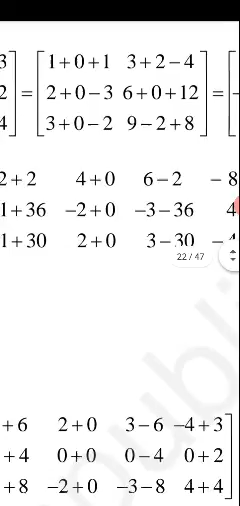 3] = [1+0+1 3+2−4] = [
2] = [2+0−3 6+0+12]
4] [3+0−2 9−2+8]
2+2 4+0 6−2 −8
1+36 −2+0 −3−36 4
1+30 2+0 3−30 −4
22 / 47
+6 2+0 3−6 −4+3]
+4 0+0 0−4 0+2
+8 −2+0 −3−8 4+4]